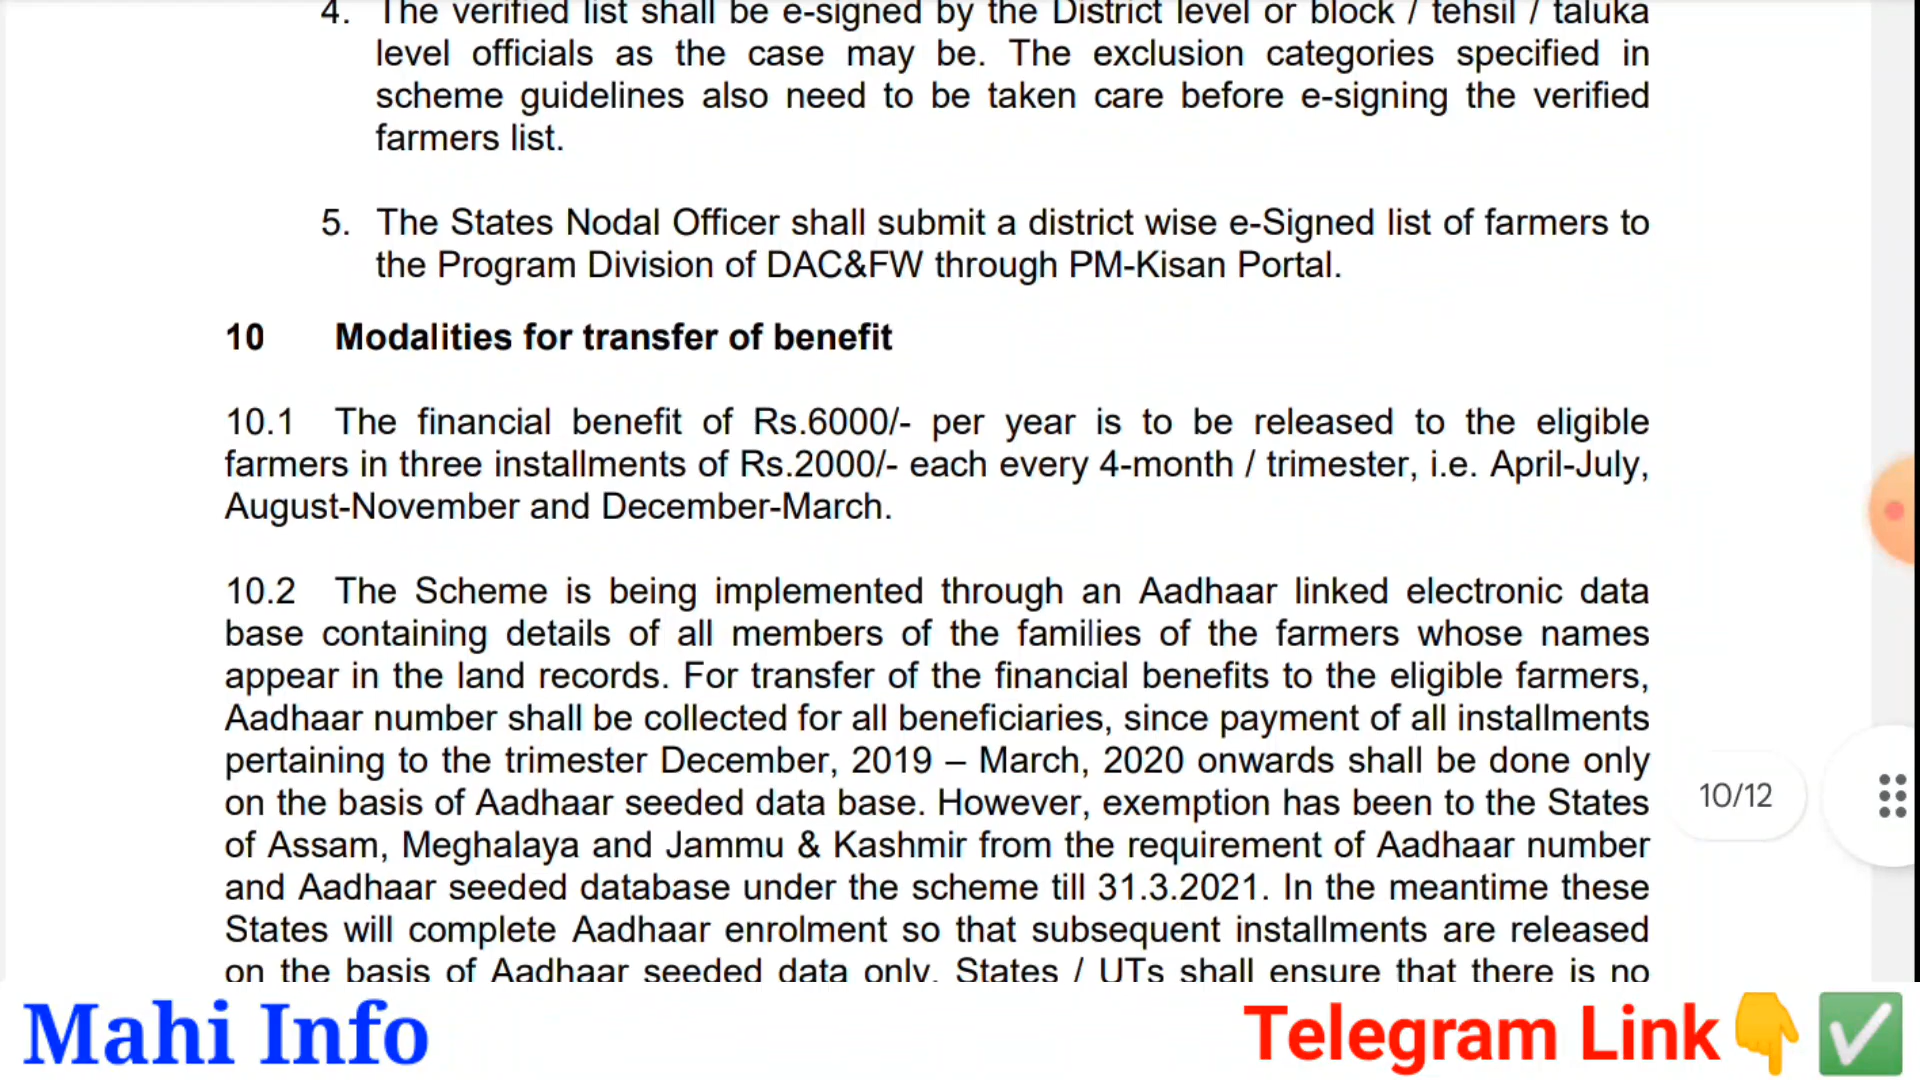 4. The verified list shall be e-signed by the District level or block / tehsil / taluka
level officials as the case may be. The exclusion categories specified in
scheme guidelines also need to be taken care before e-signing the verified
farmers list.
5. The States Nodal Officer shall submit a district wise e-Signed list of farmers to
the Program Division of DAC&FW through PM-Kisan Portal.
10 Modalities for transfer of benefit
10.1 The financial benefit of Rs.6000/- per year is to be released to the eligible
farmers in three installments of Rs.2000/- each every 4-month / trimester, i.e. April-July,
August-November and December-March.
10.2 The Scheme is being implemented through an Aadhaar linked electronic data
base containing details of all members of the families of the farmers whose names
appear in the land records. For transfer of the financial benefits to the eligible farmers,
Aadhaar number shall be collected for all beneficiaries, since payment of all installments
pertaining to the trimester December, 2019 – March, 2020 onwards shall be done only
on the basis of Aadhaar seeded data base. However, exemption has been to the States
of Assam, Meghalaya and Jammu & Kashmir from the requirement of Aadhaar number
and Aadhaar seeded database under the scheme till 31.3.2021. In the meantime these
States will complete Aadhaar enrolment so that subsequent installments are released
on the basis of Aadhaar seeded data only. States / UTs shall ensure that there is no
10/12
Mahi Info
Telegram Link